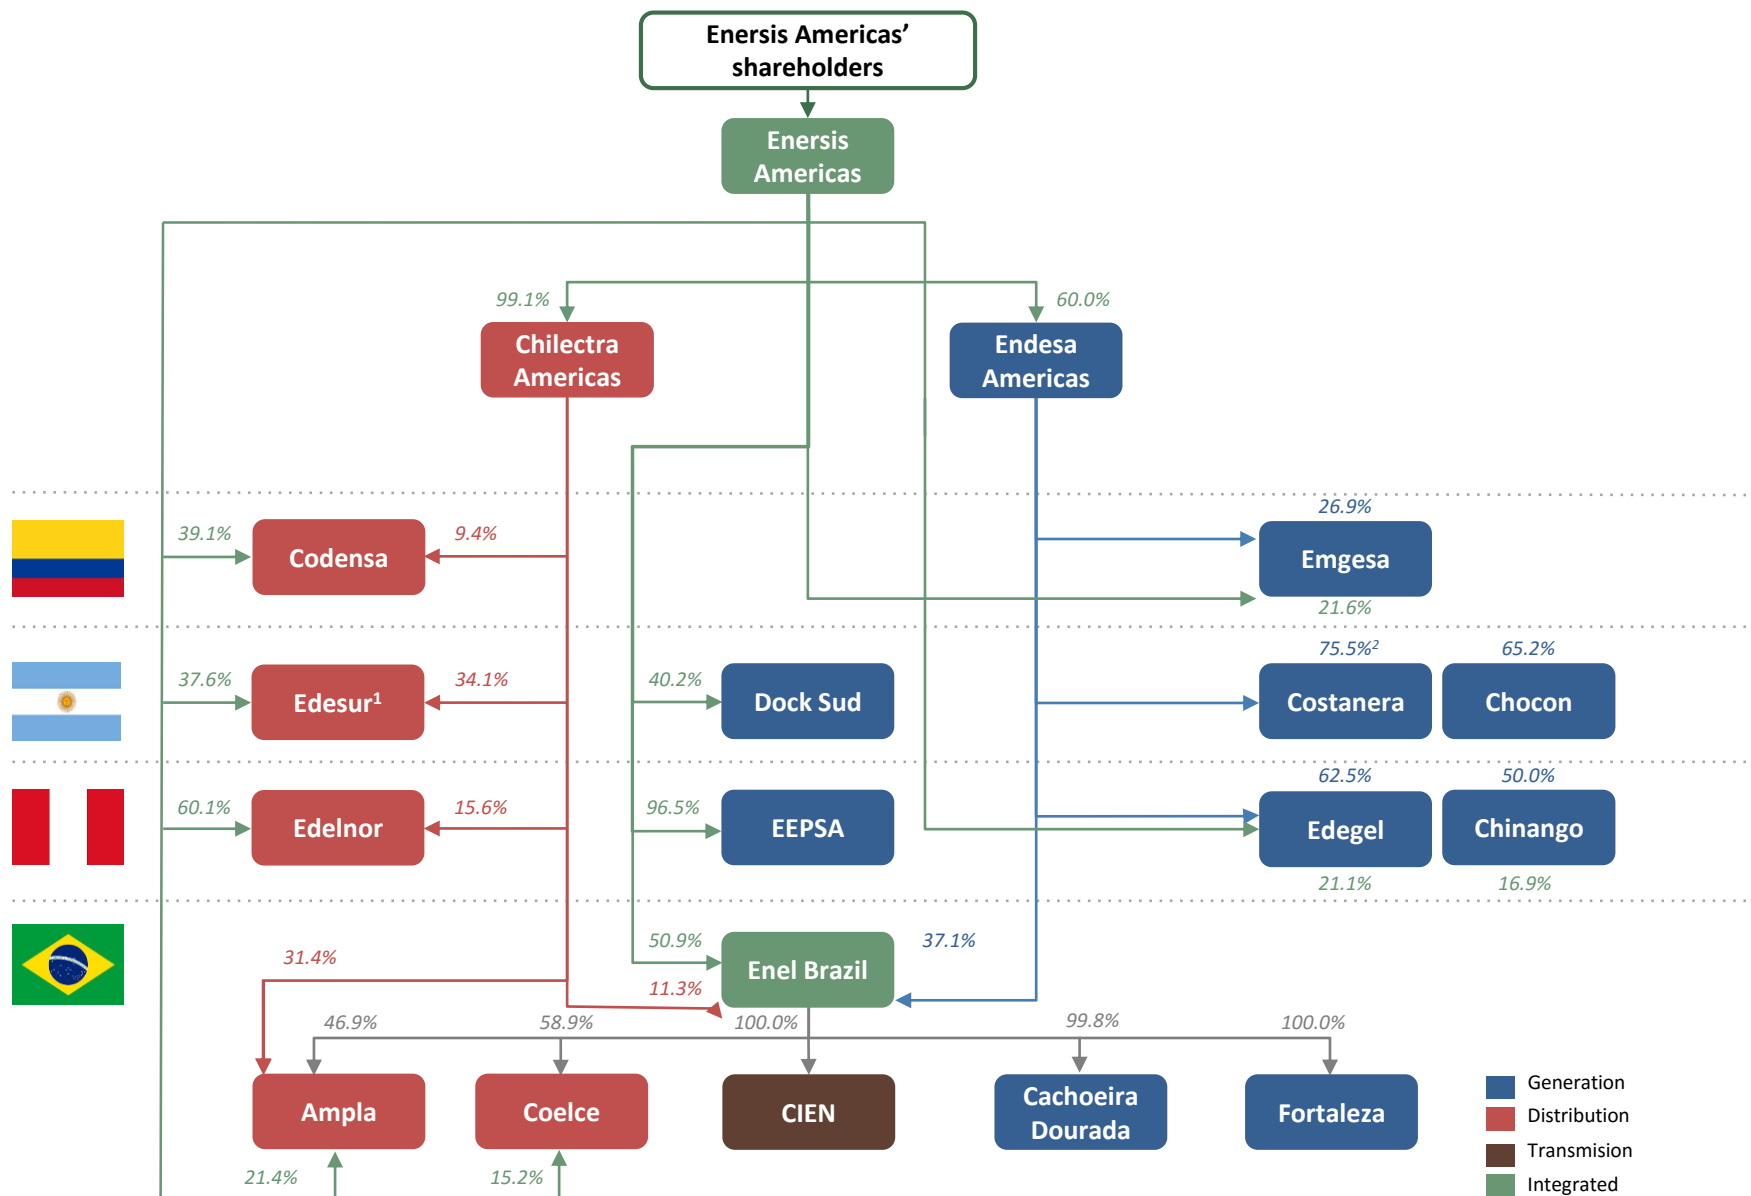 Enersis Americas’
shareholders
Enersis
Americas
99.1%
60.0%
Chilectra
Americas
Endesa
Americas
26.9%
39.1%
9.4%
Codensa
Emgesa
21.6%
75.5%²
65.2%
37.6%
34.1%
40.2%
Edesur¹
Dock Sud
Costanera
Chocon
62.5%
50.0%
60.1%
15.6%
96.5%
Edelnor
EEPSA
Edegel
Chinango
21.1%
16.9%
31.4%
50.9%
37.1%
Enel Brazil
11.3%
46.9%
58.9%
100.0%
99.8%
100.0%
Ampla
Coelce
CIEN
Cachoeira
Dourada
Fortaleza
21.4%
15.2%
Generation
Distribution
Transmision
Integrated